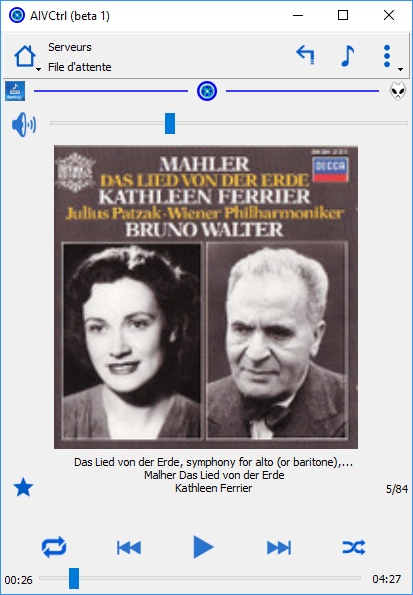 AIVCtrl (beta 1)
Serveurs
File d'attente
MAHLER
DAS LIED VON DER ERDE
KATHLEEN FERRIER
Julius Patzak · Wiener Philharmoniker
BRUNO WALTER
DECCA
Das Lied von der Erde, symphony for alto (or baritone),...
Malher Das Lied von der Erde
Kathleen Ferrier
5/84
00:26
04:27